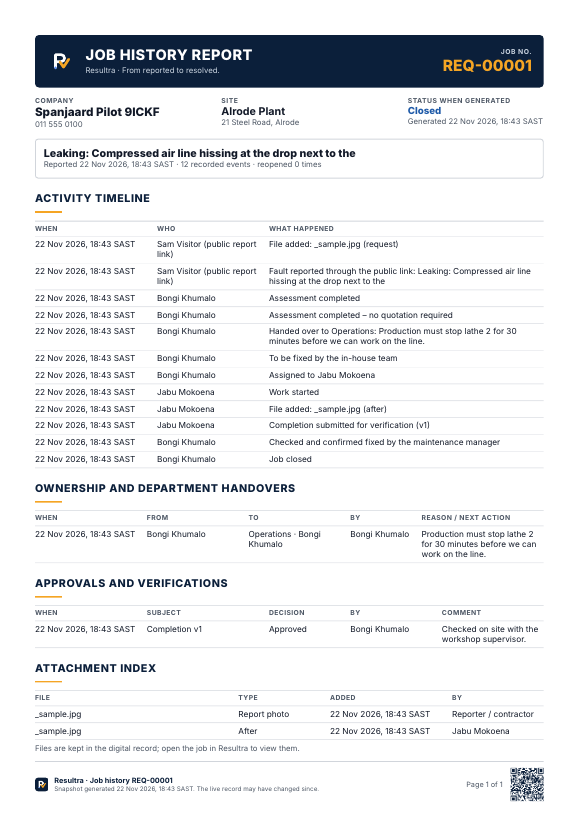 JOB HISTORY REPORT
Resultra · From reported to resolved.
JOB NO.
REQ-00001
COMPANY
Spanjaard Pilot 9ICKF
011 555 0100
SITE
Alrode Plant
21 Steel Road, Alrode
STATUS WHEN GENERATED
Closed
Generated 22 Nov 2026, 18:43 SAST
Leaking: Compressed air line hissing at the drop next to the
Reported 22 Nov 2026, 18:43 SAST · 12 recorded events · reopened 0 times
ACTIVITY TIMELINE
WHEN WHO WHAT HAPPENED
22 Nov 2026, 18:43 SAST Sam Visitor (public report link) File added: _sample.jpg (request)
22 Nov 2026, 18:43 SAST Sam Visitor (public report link) Fault reported through the public link: Leaking: Compressed air line hissing at the drop next to the
22 Nov 2026, 18:43 SAST Bongi Khumalo Assessment completed
22 Nov 2026, 18:43 SAST Bongi Khumalo Assessment completed – no quotation required
22 Nov 2026, 18:43 SAST Bongi Khumalo Handed over to Operations: Production must stop lathe 2 for 30 minutes before we can work on the line.
22 Nov 2026, 18:43 SAST Bongi Khumalo To be fixed by the in-house team
22 Nov 2026, 18:43 SAST Bongi Khumalo Assigned to Jabu Mokoena
22 Nov 2026, 18:43 SAST Jabu Mokoena Work started
22 Nov 2026, 18:43 SAST Jabu Mokoena File added: _sample.jpg (after)
22 Nov 2026, 18:43 SAST Jabu Mokoena Completion submitted for verification (v1)
22 Nov 2026, 18:43 SAST Bongi Khumalo Checked and confirmed fixed by the maintenance manager
22 Nov 2026, 18:43 SAST Bongi Khumalo Job closed
OWNERSHIP AND DEPARTMENT HANDOVERS
WHEN FROM TO BY REASON / NEXT ACTION
22 Nov 2026, 18:43 SAST Bongi Khumalo Operations · Bongi Khumalo Bongi Khumalo Production must stop lathe 2 for 30 minutes before we can work on the line.
APPROVALS AND VERIFICATIONS
WHEN SUBJECT DECISION BY COMMENT
22 Nov 2026, 18:43 SAST Completion v1 Approved Bongi Khumalo Checked on site with the workshop supervisor.
ATTACHMENT INDEX
FILE TYPE ADDED BY
_sample.jpg Report photo 22 Nov 2026, 18:43 SAST Reporter / contractor
_sample.jpg After 22 Nov 2026, 18:43 SAST Jabu Mokoena
Files are kept in the digital record; open the job in Resultra to view them.
Resultra · Job history REQ-00001
Snapshot generated 22 Nov 2026, 18:43 SAST. The live record may have changed since.
Page 1 of 1